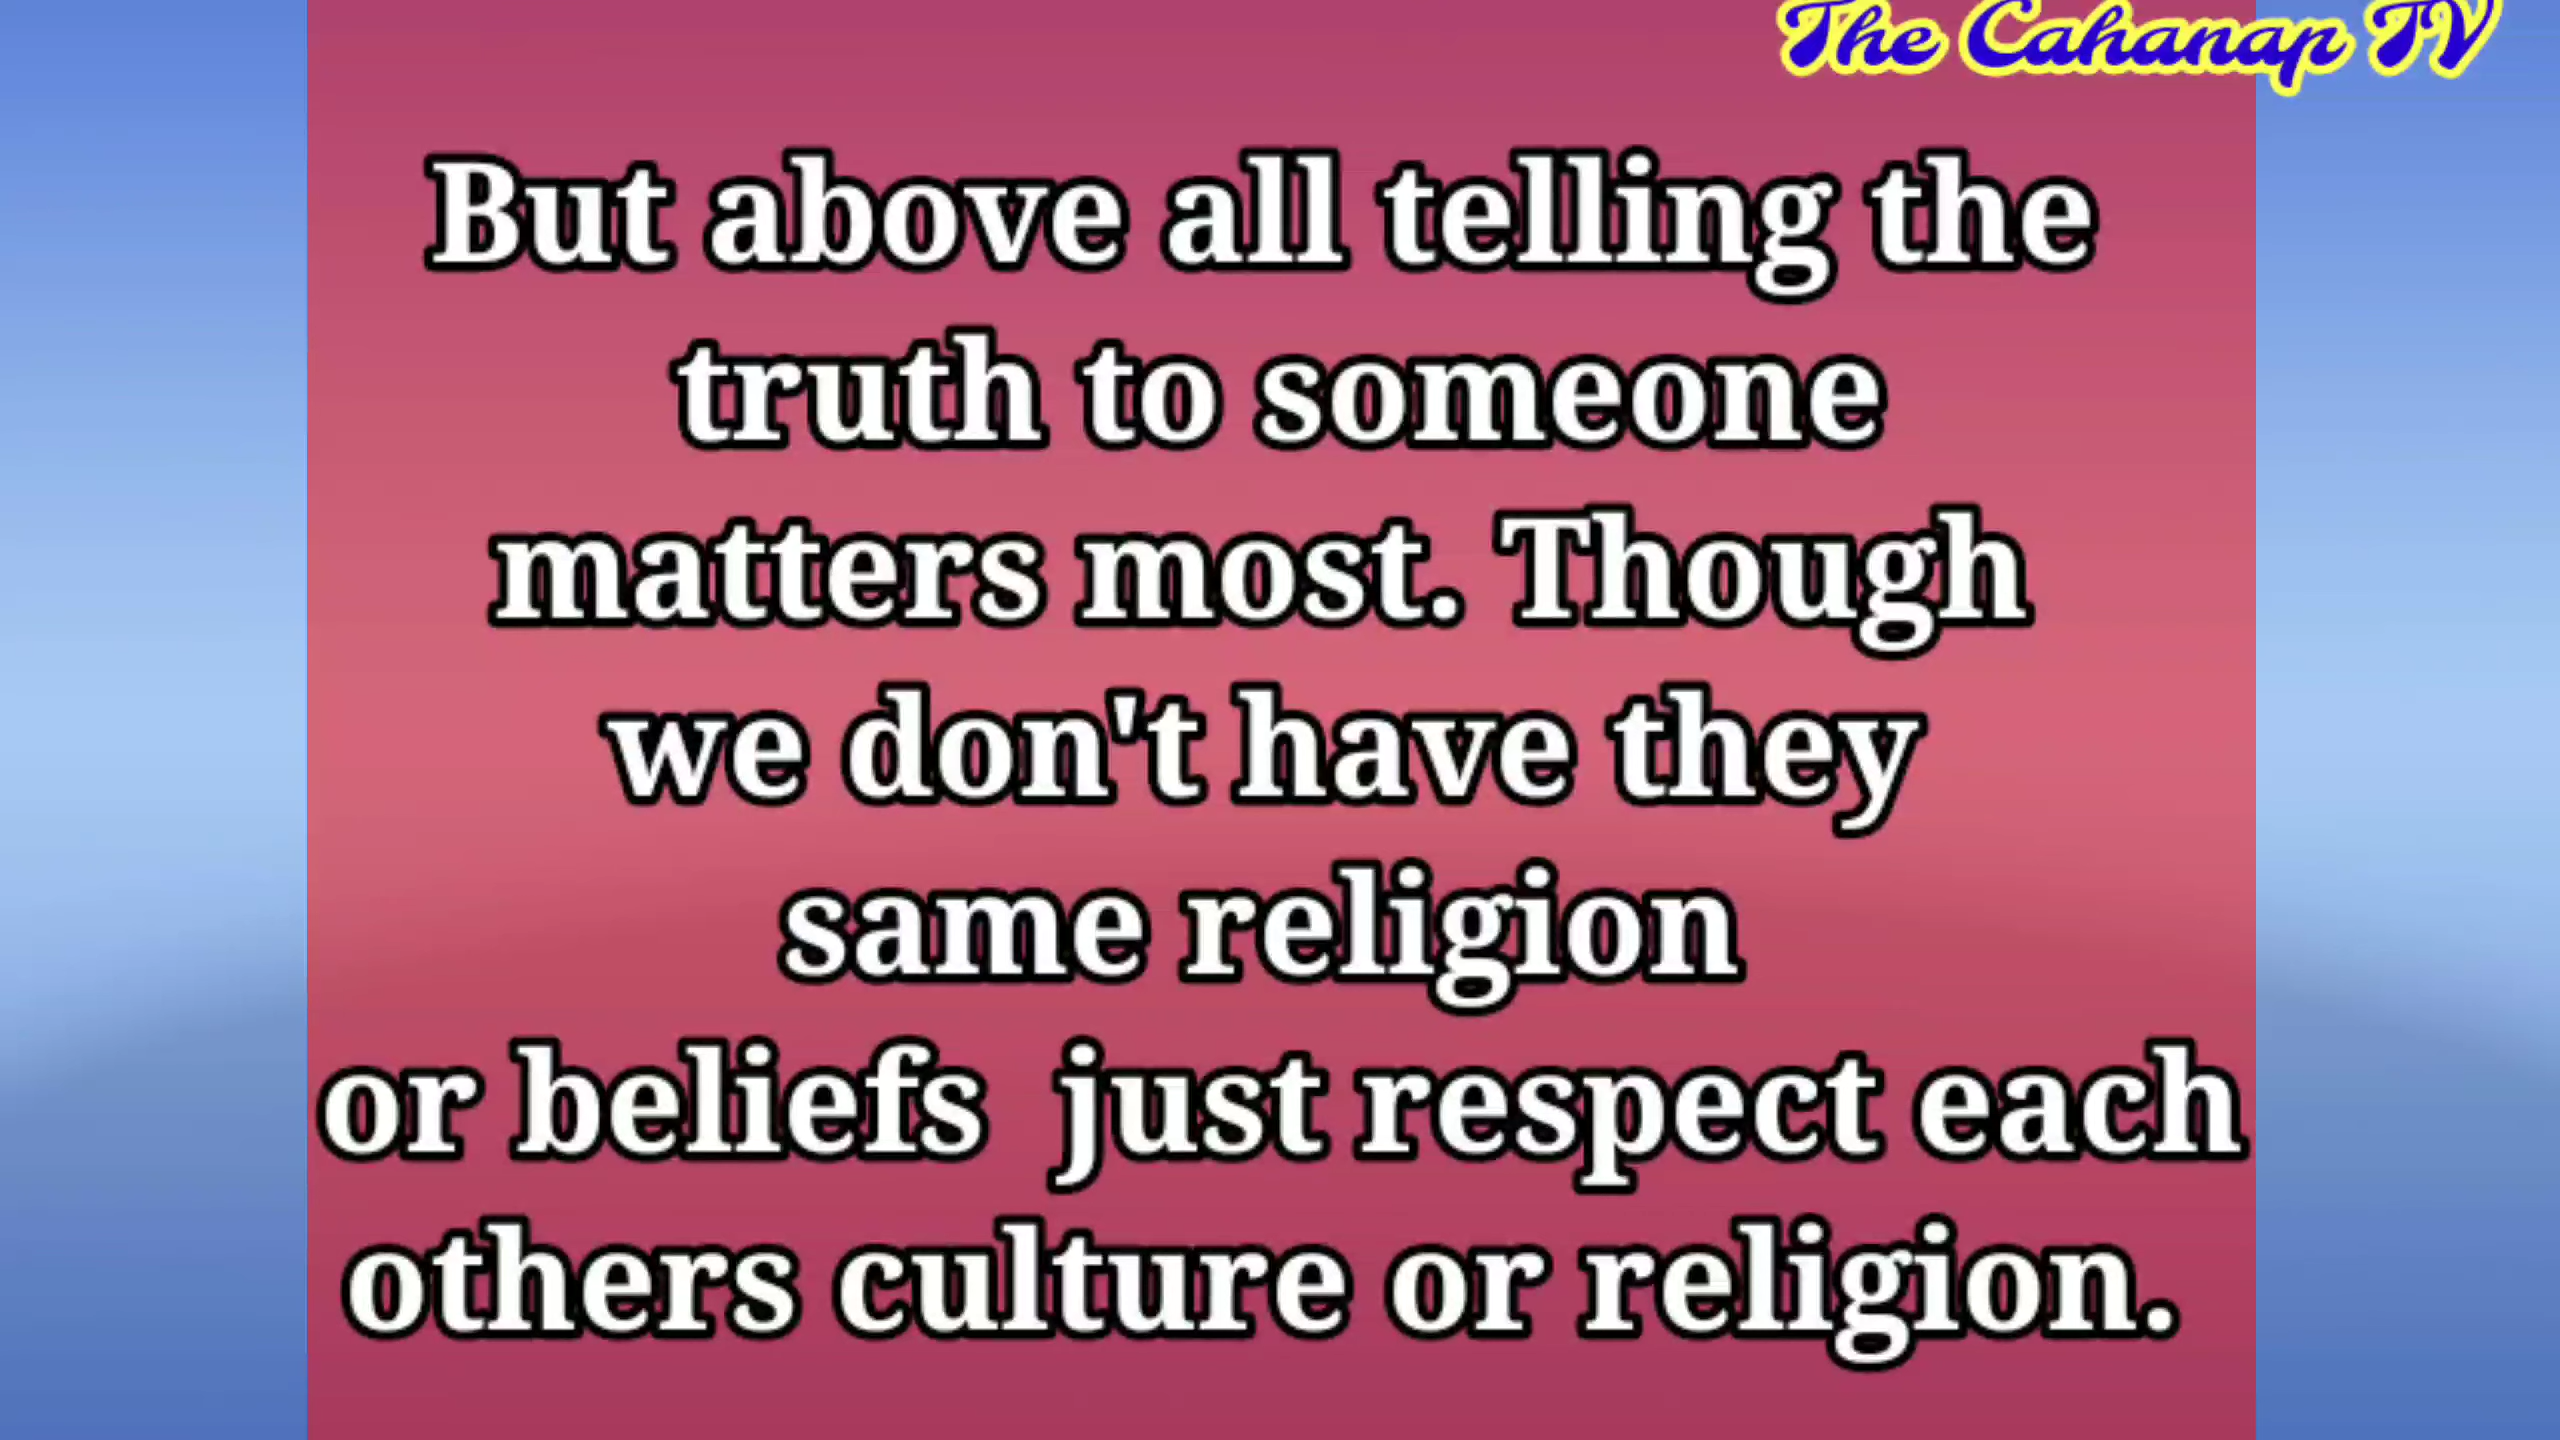 The Cahanap TV
But above all telling the
truth to someone
matters most. Though
we don't have they
same religion
or beliefs  just respect each
others culture or religion.